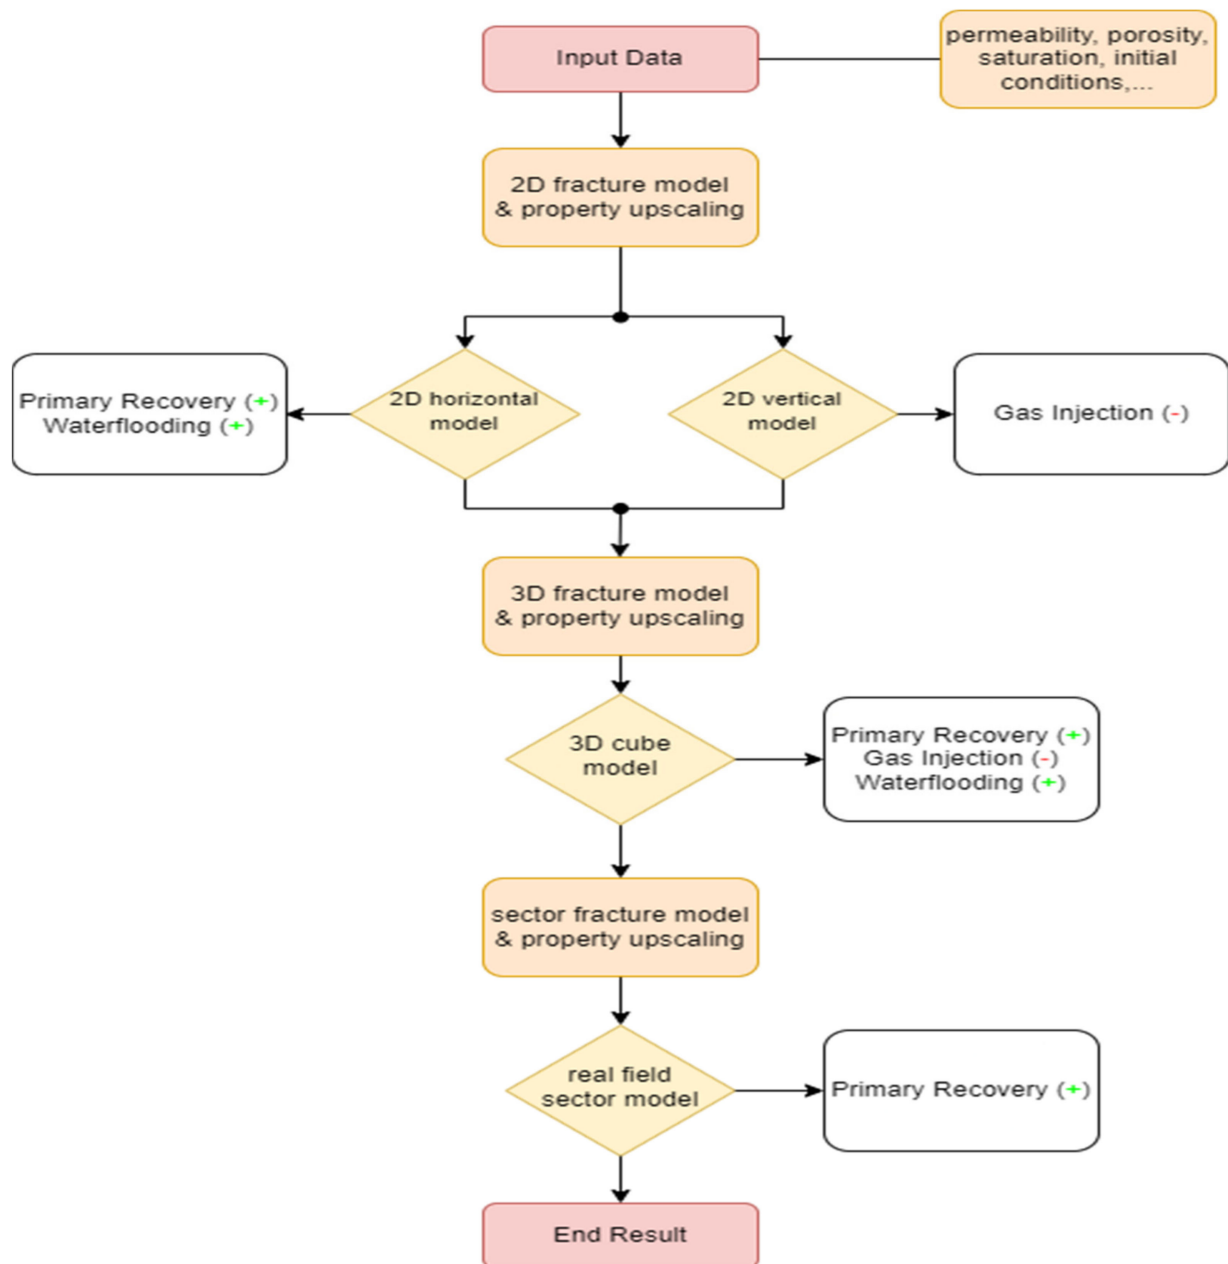 Input Data
permeability, porosity,
saturation, initial
conditions,...
2D fracture model
& property upscaling
2D horizontal
model
2D vertical
model
Primary Recovery (+)
Waterflooding (+)
Gas Injection (-)
3D fracture model
& property upscaling
3D cube
model
Primary Recovery (+)
Gas Injection (-)
Waterflooding (+)
sector fracture model
& property upscaling
real field
sector model
Primary Recovery (+)
End Result